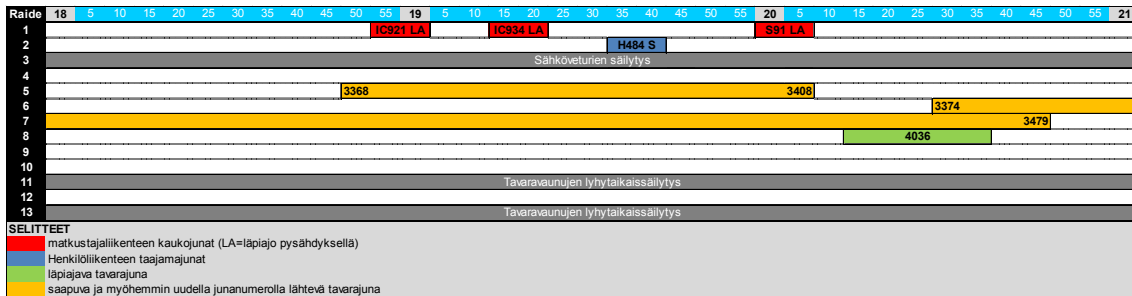 Raide 18 5 10 15 20 25 30 35 40 45 50 55 19 5 10 15 20 25 30 35 40 45 50 55 20 5 10 15 20 25 30 35 40 45 50 55 21
1 IC921 LA IC934 LA S91 LA
2 H484 S
3 Sähköveturien säilytys
4
5 3368 3408
6 3374
7 3479
8 4036
9
10
11 Tavaravaunujen lyhytaikaissäilytys
12
13 Tavaravaunujen lyhytaikaissäilytys
SELITTEET
matkustajaliikenteen kaukojunat (LA=läpiajo pysähdyksellä)
Henkilöliikenteen taajamajunat
läpiajava tavarajuna
saapuva ja myöhemmin uudella junanumerolla lähtevä tavarajuna